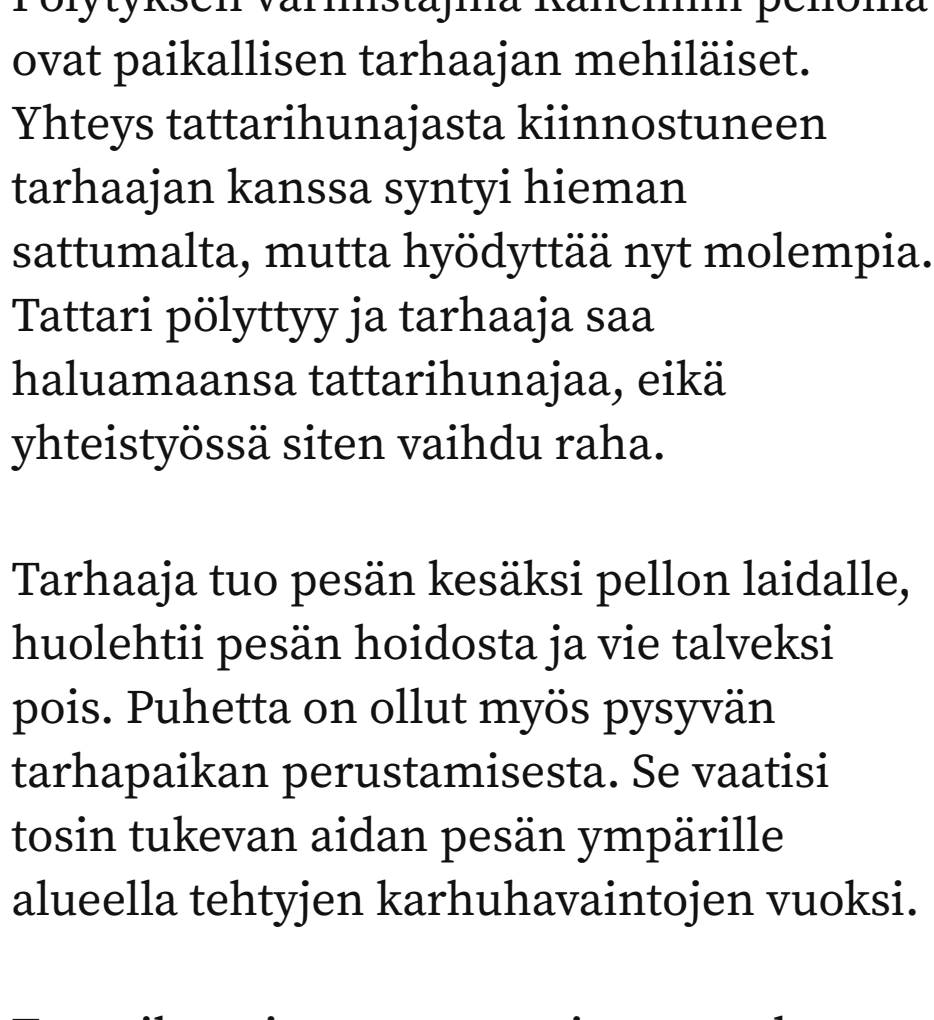 ovat paikallisen tarhaajan mehiläiset.
Yhteys tattarihunajasta kiinnostuneen
tarhaajan kanssa syntyi hieman
sattumalta, mutta hyödyttää nyt molempia.
Tattari pölyttyy ja tarhaaja saa
haluamaansa tattarihunajaa, eikä
yhteistyössä siten vaihdu raha.
Tarhaaja tuo pesän kesäksi pellon laidalle,
huolehtii pesän hoidosta ja vie talveksi
pois. Puhetta on ollut myös pysyvän
tarhapaikan perustamisesta. Se vaatisi
tosin tukevan aidan pesän ympärille
alueella tehtyjen karhuhavaintojen vuoksi.